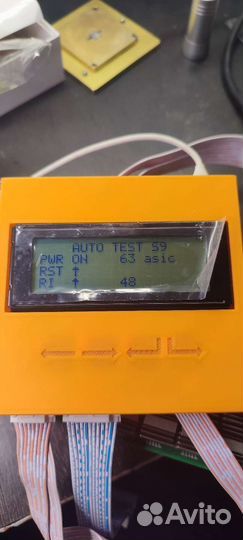 AUTO TEST S9
PWR ON 63 asic
RST ↑
RI ↑ 48
Avito